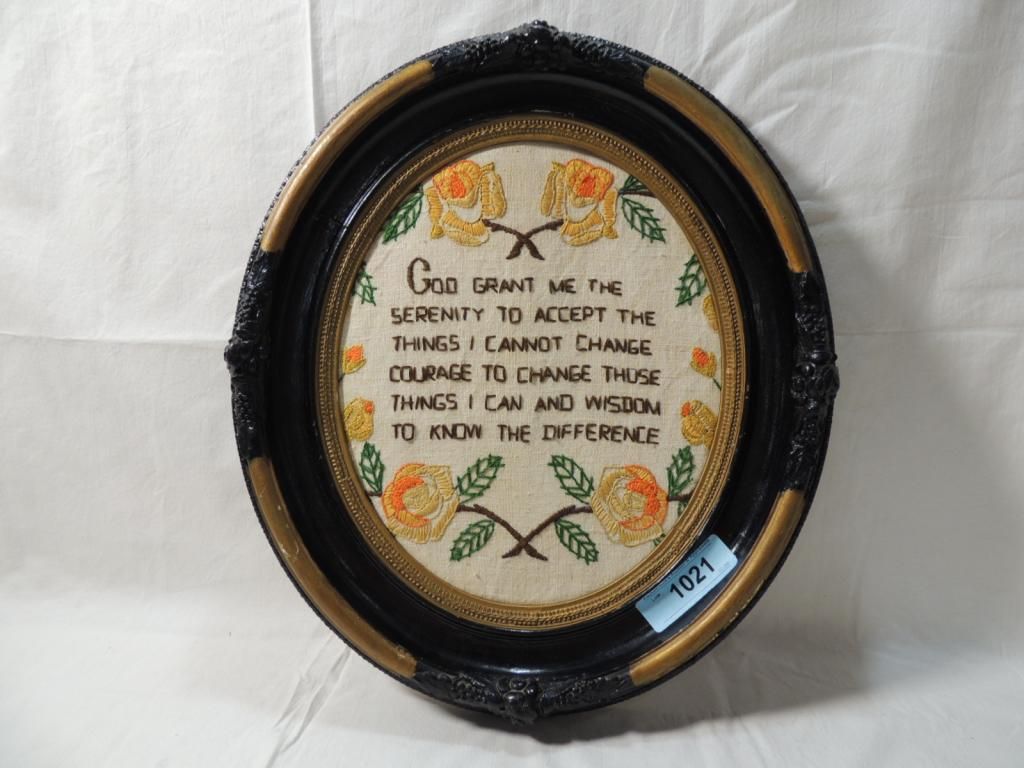 GOD GRANT ME THE
SERENITY TO ACCEPT THE
THINGS I CANNOT CHANGE
COURAGE TO CHANGE THOSE
THINGS I CAN AND WISDOM
TO KNOW THE DIFFERENCE
1021